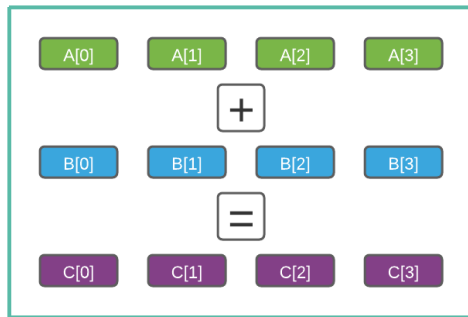 A[0] A[1] A[2] A[3]
+
B[0] B[1] B[2] B[3]
=
C[0] C[1] C[2] C[3]